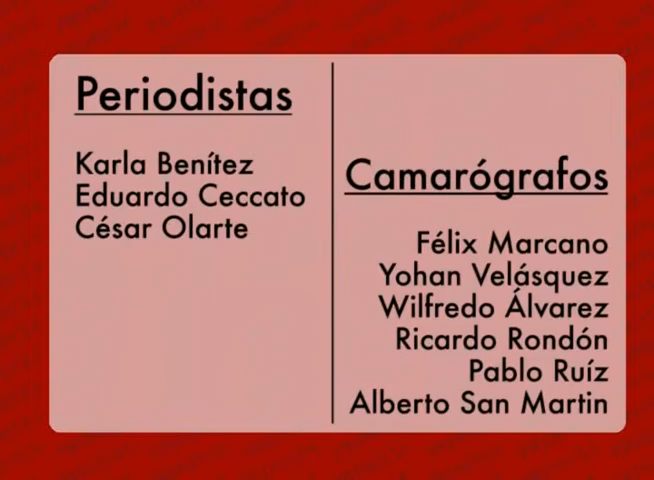 Periodistas
Karla Benítez
Eduardo Ceccato
César Olarte
Camarógrafos
Félix Marcano
Yohan Velásquez
Wilfredo Álvarez
Ricardo Rondón
Pablo Ruíz
Alberto San Martin